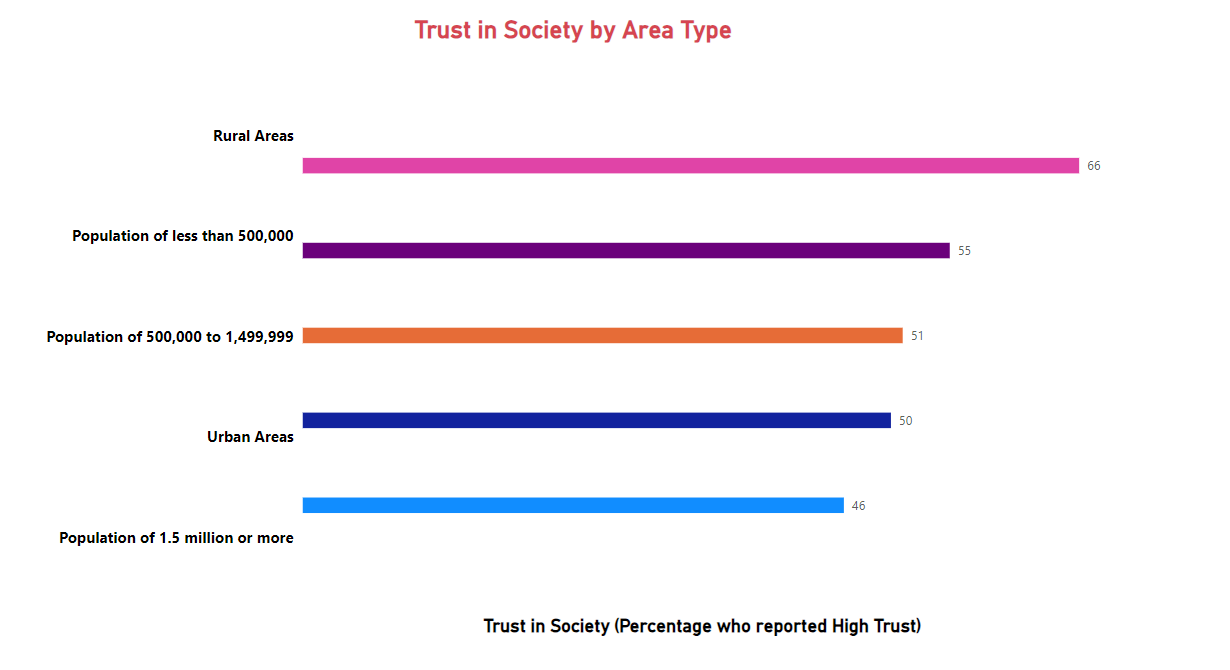 Trust in Society by Area Type
Rural Areas
66
Population of less than 500,000
55
Population of 500,000 to 1,499,999
51
50
Urban Areas
46
Population of 1.5 million or more
Trust in Society (Percentage who reported High Trust)